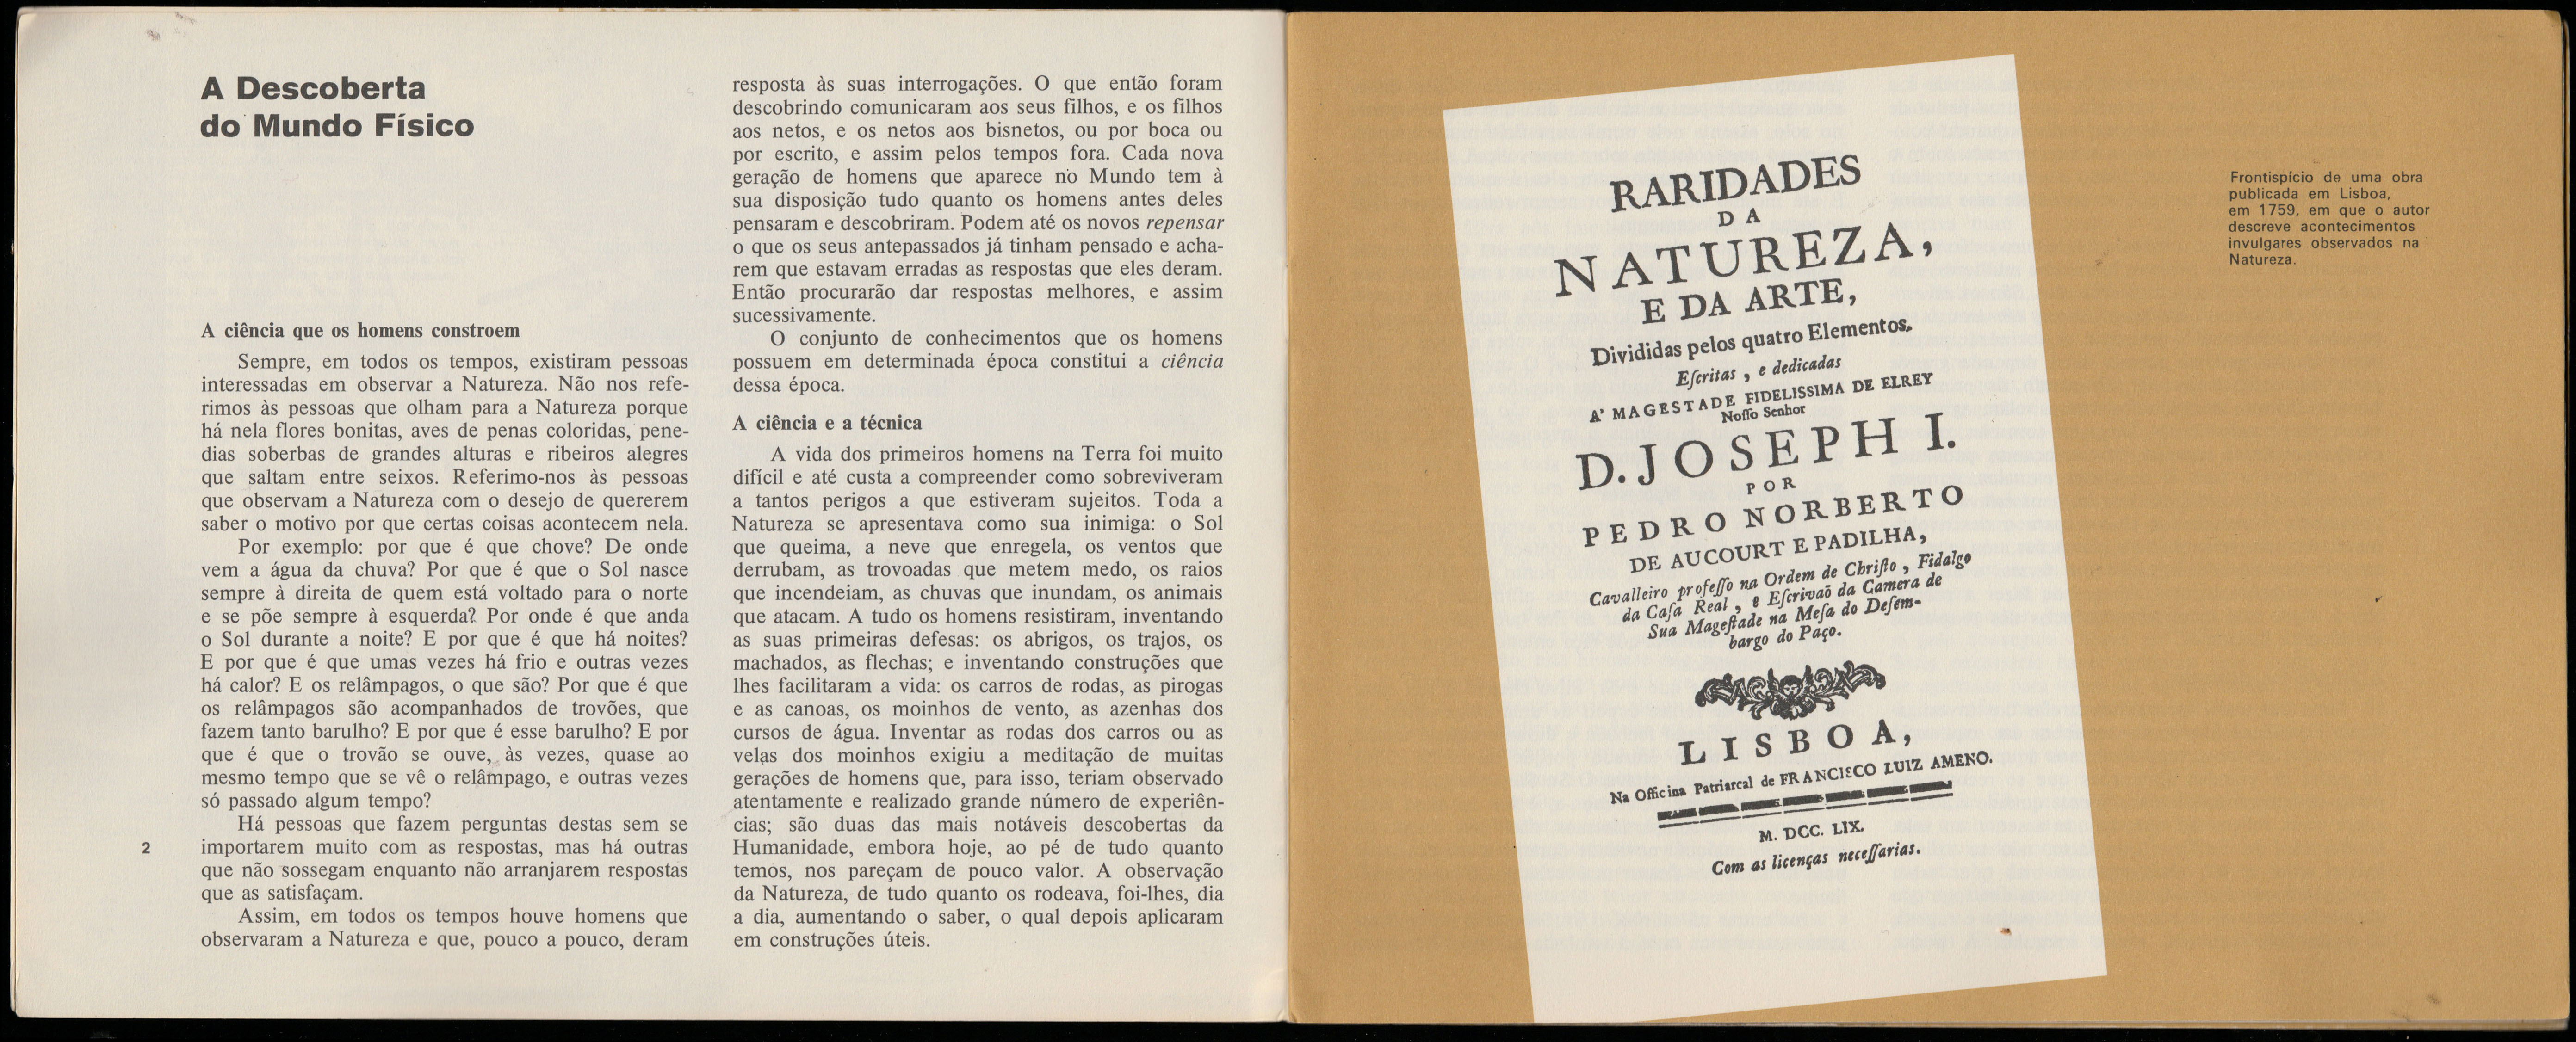 A Descoberta
do Mundo Físico
A ciência que os homens constroem
Sempre, em todos os tempos, existiram pessoas
interessadas em observar a Natureza. Não nos refe-
rimos às pessoas que olham para a Natureza porque
há nela flores bonitas, aves de penas coloridas, pene-
dias soberbas de grandes alturas e ribeiros alegres
que saltam entre seixos. Referimo-nos às pessoas
que observam a Natureza com o desejo de quererem
saber o motivo por que certas coisas acontecem nela.
Por exemplo: por que é que chove? De onde
vem a água da chuva? Por que é que o Sol nasce
sempre à direita de quem está voltado para o norte
e se põe sempre à esquerda? Por onde é que anda
o Sol durante a noite? E por que é que há noites?
E por que é que umas vezes há frio e outras vezes
há calor? E os relâmpagos, o que são? Por que é que
os relâmpagos são acompanhados de trovões, que
fazem tanto barulho? E por que é esse barulho? E por
que é que o trovão se ouve, às vezes, quase ao
mesmo tempo que se vê o relâmpago, e outras vezes
só passado algum tempo?
Há pessoas que fazem perguntas destas sem se
importarem muito com as respostas, mas há outras
que não sossegam enquanto não arranjarem respostas
que as satisfaçam.
Assim, em todos os tempos houve homens que
observaram a Natureza e que, pouco a pouco, deram
2
resposta às suas interrogações. O que então foram
descobrindo comunicaram aos seus filhos, e os filhos
aos netos, e os netos aos bisnetos, ou por boca ou
por escrito, e assim pelos tempos fora. Cada nova
geração de homens que aparece no Mundo tem à
sua disposição tudo quanto os homens antes deles
pensaram e descobriram. Podem até os novos repensar
o que os seus antepassados já tinham pensado e acha-
rem que estavam erradas as respostas que eles deram.
Então procurarão dar respostas melhores, e assim
sucessivamente.
O conjunto de conhecimentos que os homens
possuem em determinada época constitui a ciência
dessa época.
A ciência e a técnica
A vida dos primeiros homens na Terra foi muito
difícil e até custa a compreender como sobreviveram
a tantos perigos a que estiveram sujeitos. Toda a
Natureza se apresentava como sua inimiga: o Sol
que queima, a neve que enregela, os ventos que
derrubam, as trovoadas que metem medo, os raios
que incendeiam, as chuvas que inundam, os animais
que atacam. A tudo os homens resistiram, inventando
as suas primeiras defesas: os abrigos, os trajos, os
machados, as flechas; e inventando construções que
lhes facilitaram a vida: os carros de rodas, as pirogas
e as canoas, os moinhos de vento, as azenhas dos
cursos de água. Inventar as rodas dos carros ou as
velas dos moinhos exigiu a meditação de muitas
gerações de homens que, para isso, teriam observado
atentamente e realizado grande número de experiên-
cias; são duas das mais notáveis descobertas da
Humanidade, embora hoje, ao pé de tudo quanto
temos, nos pareçam de pouco valor. A observação
da Natureza, de tudo quanto os rodeava, foi-lhes, dia
a dia, aumentando o saber, o qual depois aplicaram
em construções úteis.
RARIDADES
DA
NATUREZA,
E DA ARTE,
Divididas pelos quatro Elementos.
Eſcritas, e dedicadas
A' MAGESTADE FIDELISSIMA DE ELREY
Noſſo Senhor
D. JOSEPH I.
POR
PEDRO NORBERTO
DE AUCOURT E PADILHA,
Cavalleiro profeſſo na Ordem de Chriſto, Fidalgo
da Caſa Real, e Eſcrivaõ da Camera de
Sua Mageſtade na Meſa do Deſem-
bargo do Paço.
LISBOA,
Na Officina Patriarcal de FRANCISCO LUIZ AMENO.
M. DCC. LIX.
Com as licenças neceſſarias.
Frontispício de uma obra
publicada em Lisboa,
em 1759, em que o autor
descreve acontecimentos
invulgares observados na
Natureza.